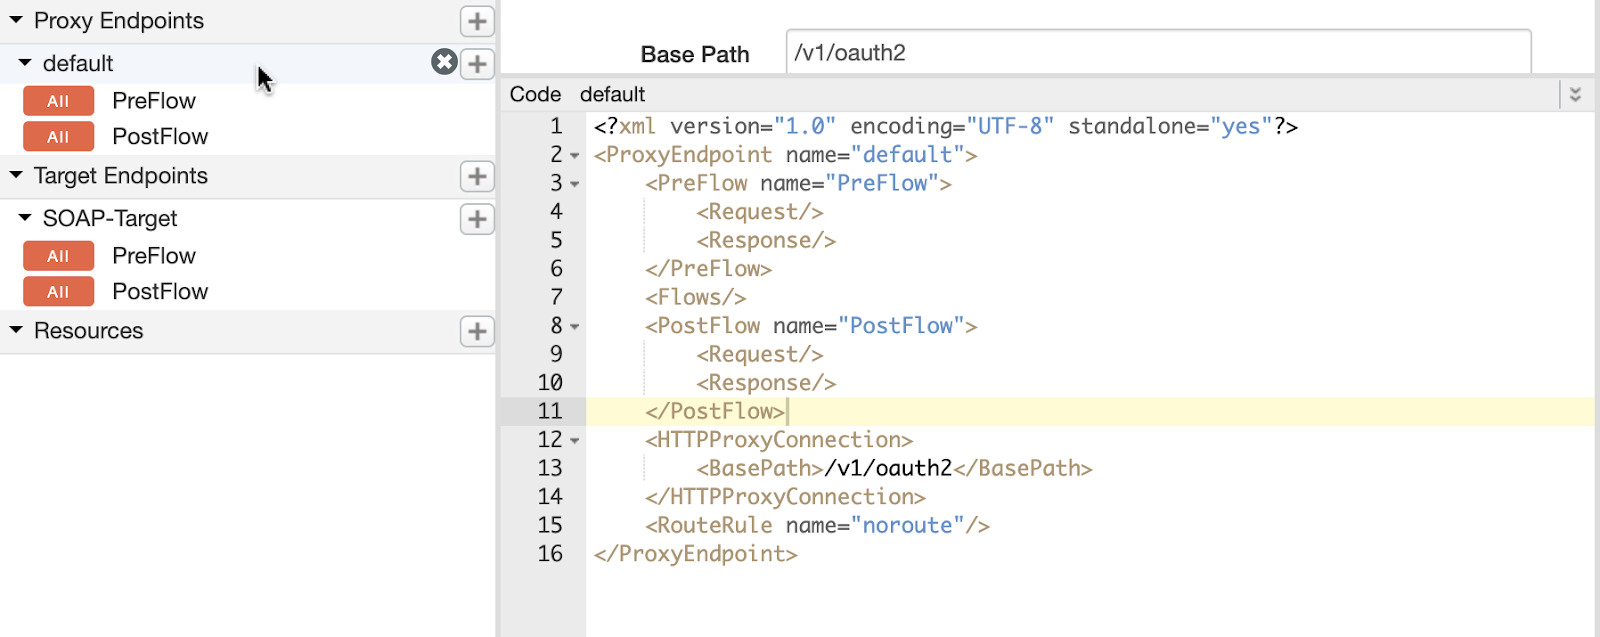 Proxy Endpoints
default
All PreFlow
All PostFlow
Target Endpoints
SOAP-Target
All PreFlow
All PostFlow
Resources
Base Path /v1/oauth2
Code default
1 <?xml version="1.0" encoding="UTF-8" standalone="yes"?>
2 <ProxyEndpoint name="default">
3 <PreFlow name="PreFlow">
4 <Request/>
5 <Response/>
6 </PreFlow>
7 <Flows/>
8 <PostFlow name="PostFlow">
9 <Request/>
10 <Response/>
11 </PostFlow>
12 <HTTPProxyConnection>
13 <BasePath>/v1/oauth2</BasePath>
14 </HTTPProxyConnection>
15 <RouteRule name="noroute"/>
16 </ProxyEndpoint>